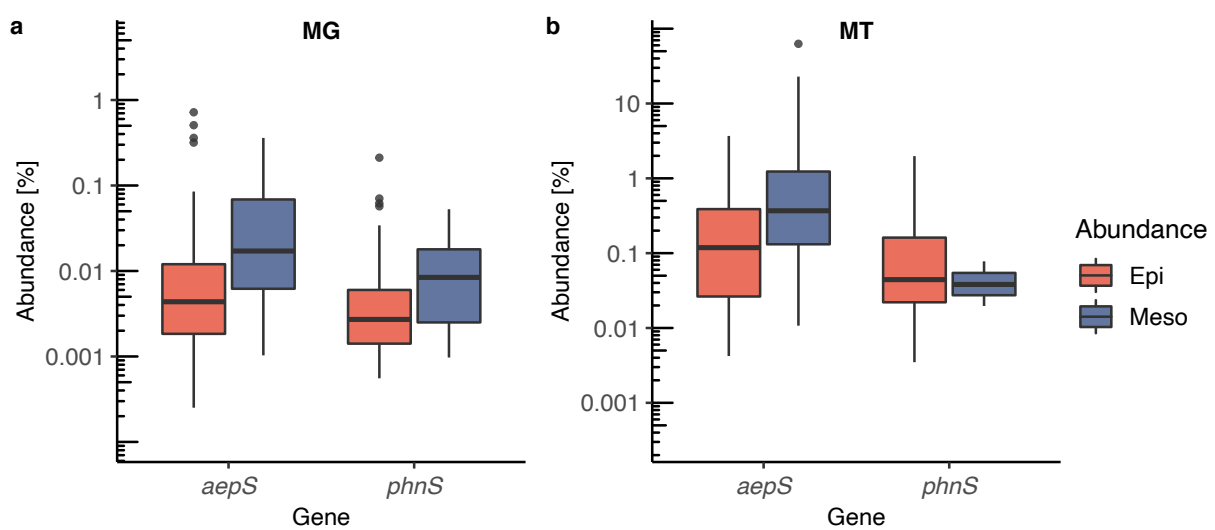 a
MG
Abundance [%]
1
0.1
0.01
0.001
aepS
phnS
Gene
b
MT
Abundance [%]
10
1
0.1
0.01
0.001
aepS
phnS
Gene
Abundance
Epi
Meso